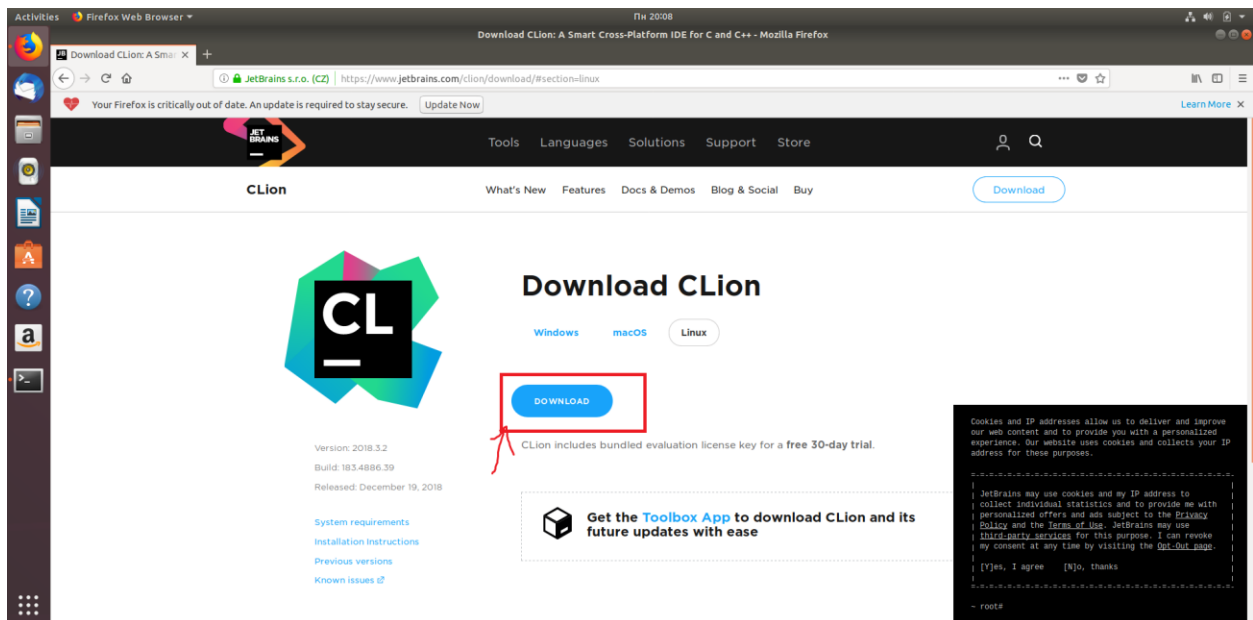 Activities Firefox Web Browser
Пн 20:08
Download CLion: A Smart Cross-Platform IDE for C and C++ - Mozilla Firefox
Download CLion: A Smar
JetBrains s.r.o. (CZ) https://www.jetbrains.com/clion/download/#section=linux
Your Firefox is critically out of date. An update is required to stay secure. Update Now Learn More
JET BRAINS
Tools Languages Solutions Support Store
CLion What's New Features Docs & Demos Blog & Social Buy Download
CL
Download CLion
Windows macOS Linux
DOWNLOAD
CLion includes bundled evaluation license key for a free 30-day trial.
Version: 2018.3.2
Build: 183.4886.39
Released: December 19, 2018
System requirements
Installation Instructions
Previous versions
Known issues
Get the Toolbox App to download CLion and its
future updates with ease
Cookies and IP addresses allow us to deliver and improve
our web content and to provide you with a personalized
experience. Our website uses cookies and collects your IP
address for these purposes.
JetBrains may use cookies and my IP address to
collect individual statistics and to provide me with
personalized offers and ads subject to the Privacy
Policy and the Terms of Use. JetBrains may use
third-party services for this purpose. I can revoke
my consent at any time by visiting the Opt-Out page.
[Y]es, I agree [N]o, thanks
~ root#